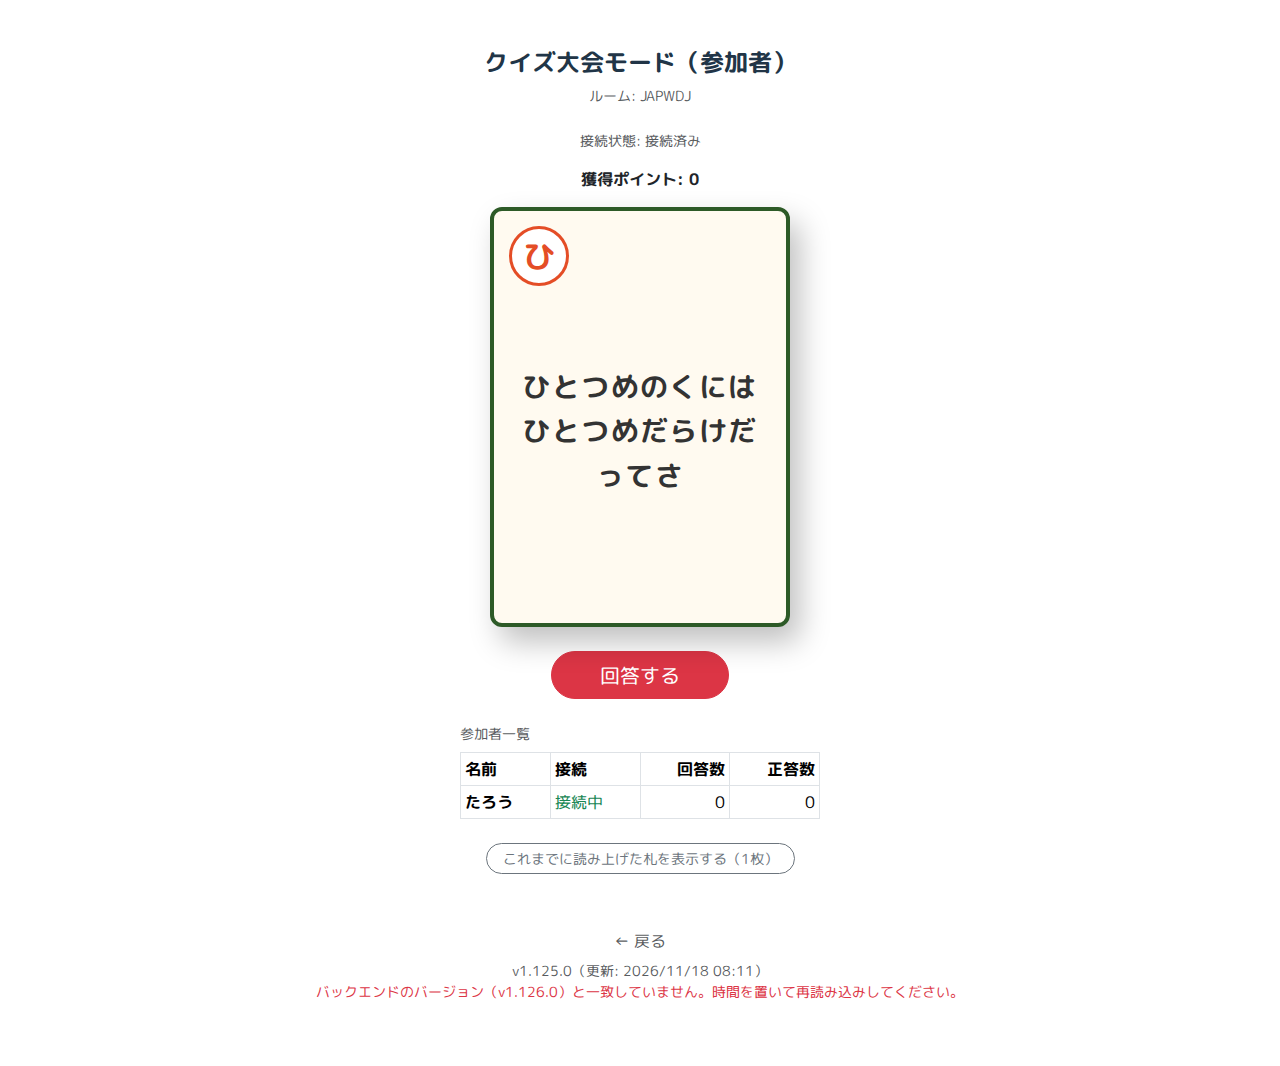 クイズ大会モード（参加者）
ルーム: JAPWDJ
接続状態: 接続済み
獲得ポイント: 0
ひ
ひとつめのくには
ひとつめだらけだ
ってさ
回答する
参加者一覧
名前 接続 回答数 正答数
たろう 接続中 0 0
これまでに読み上げた札を表示する（1枚）
← 戻る
v1.125.0（更新: 2026/11/18 08:11）
バックエンドのバージョン（v1.126.0）と一致していません。時間を置いて再読み込みしてください。